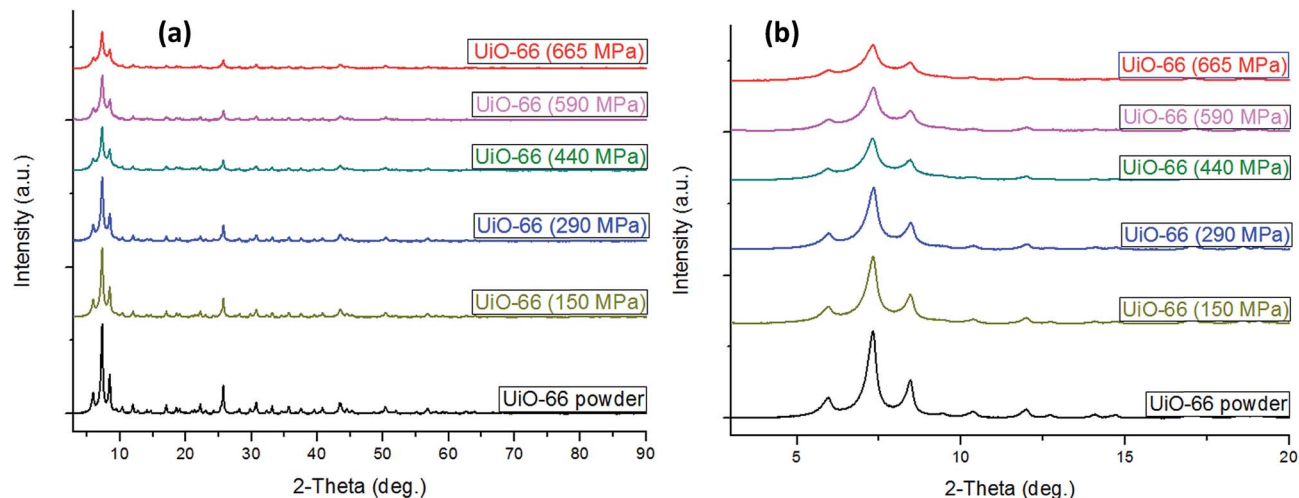 (a)
UiO-66 (665 MPa)
UiO-66 (590 MPa)
UiO-66 (440 MPa)
UiO-66 (290 MPa)
UiO-66 (150 MPa)
UiO-66 powder
Intensity (a.u.)
10 20 30 40 50 60 70 80 90
2-Theta (deg.)
(b)
UiO-66 (665 MPa)
UiO-66 (590 MPa)
UiO-66 (440 MPa)
UiO-66 (290 MPa)
UiO-66 (150 MPa)
UiO-66 powder
Intensity (a.u.)
5 10 15 20
2-Theta (deg.)